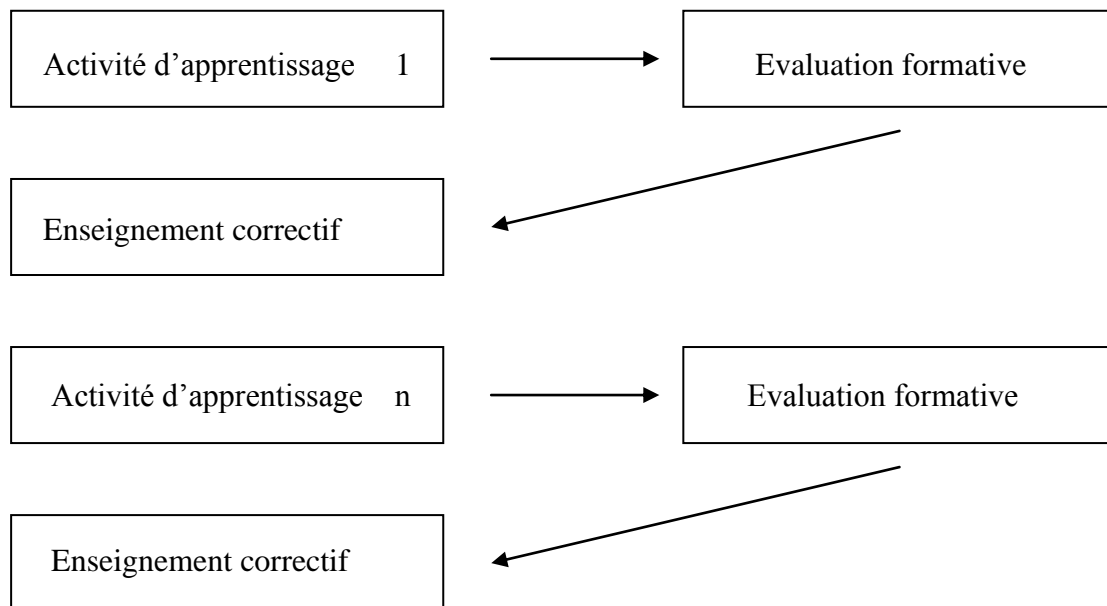 Activité d’apprentissage 1
Evaluation formative
Enseignement correctif
Activité d’apprentissage n
Evaluation formative
Enseignement correctif